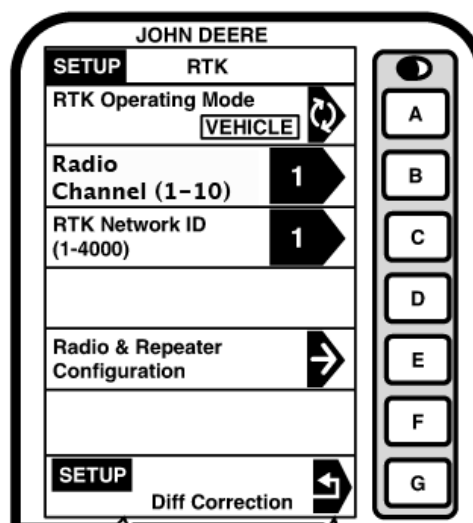 JOHN DEERE
SETUP RTK
RTK Operating Mode
VEHICLE
A
Radio
Channel (1-10)
1
B
RTK Network ID
(1-4000)
1
C
D
Radio & Repeater
Configuration
E
F
SETUP
Diff Correction
G